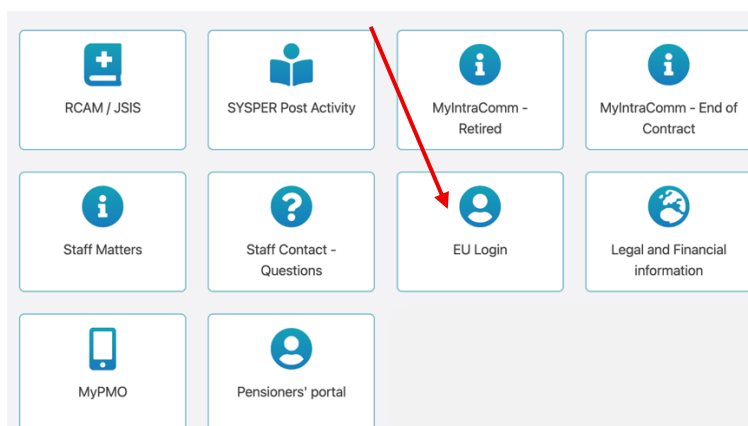 RCAM / JSIS
SYSPER Post Activity
MyIntraComm -
Retired
MyIntraComm - End of
Contract
Staff Matters
Staff Contact -
Questions
EU Login
Legal and Financial
information
MyPMO
Pensioners' portal